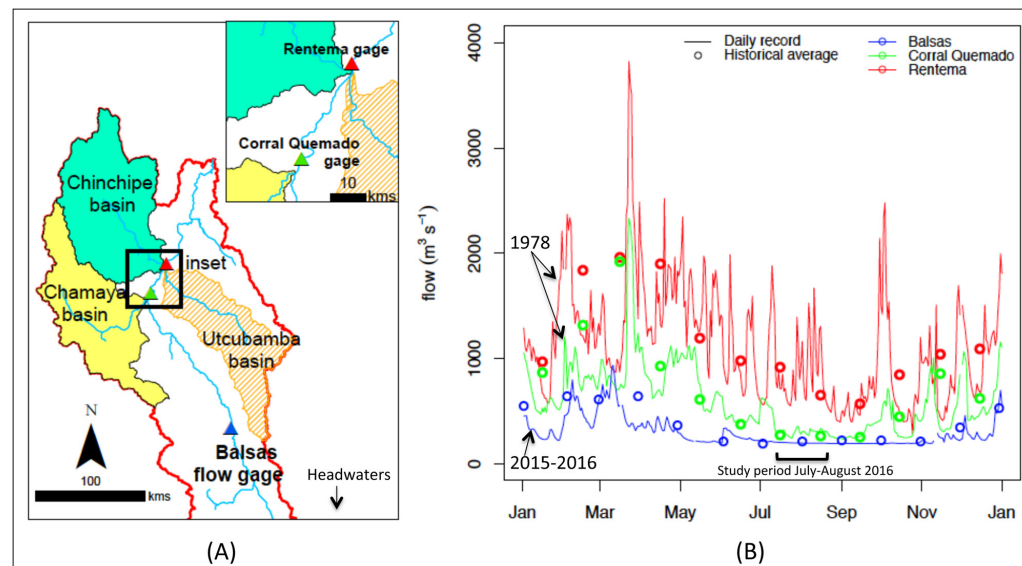 Rentema gage
Corral Quemado
gage
10
kms
Chinchipe
basin
inset
Chamaya
basin
Utcubamba
basin
N
Balsas
flow gage
100
kms
Headwaters
(A)
flow (m³ s⁻¹)
4000
3000
2000
1000
0
Daily record
Historical average
Balsas
Corral Quemado
Rentema
1978
2015-2016
Study period July-August 2016
Jan Mar May Jul Sep Nov Jan
(B)